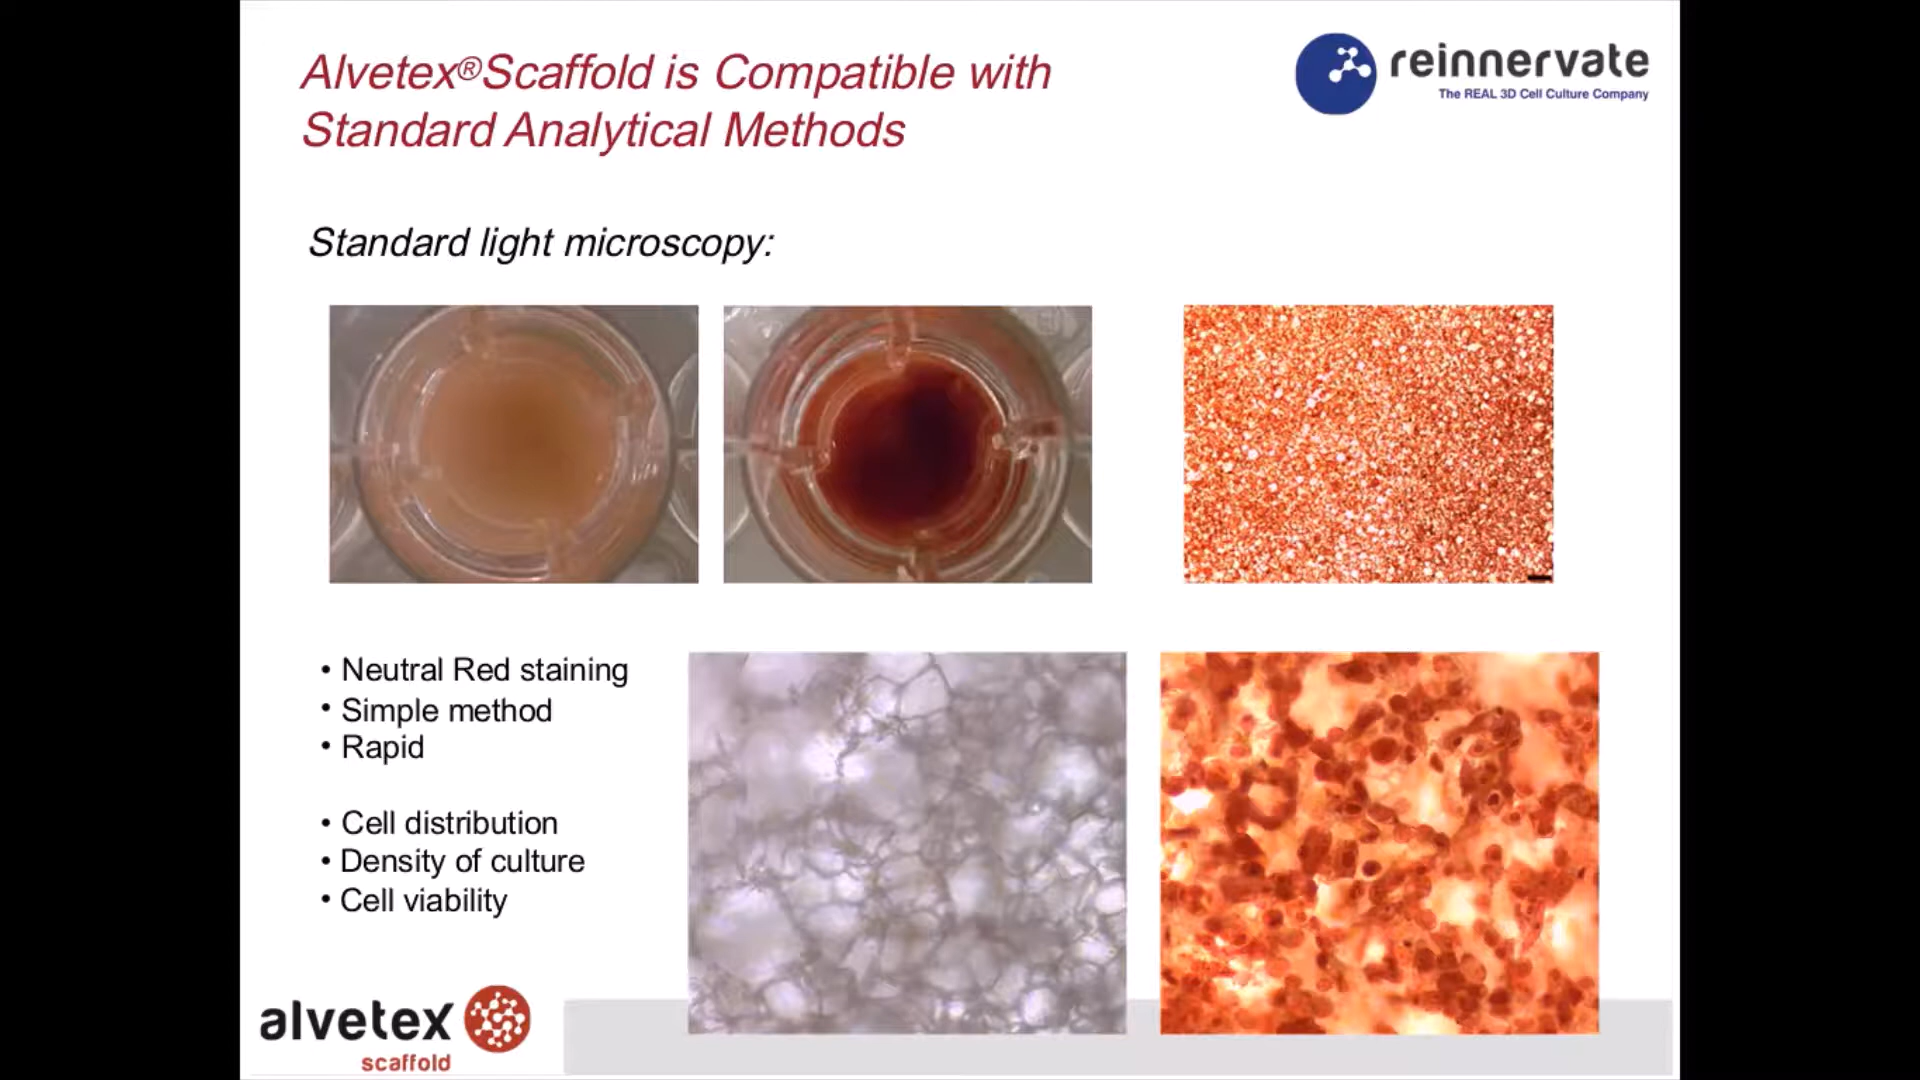 Alvetex®Scaffold is Compatible with
Standard Analytical Methods
reinnervate
The REAL 3D Cell Culture Company
Standard light microscopy:
• Neutral Red staining
• Simple method
• Rapid
• Cell distribution
• Density of culture
• Cell viability
alvetex
scaffold